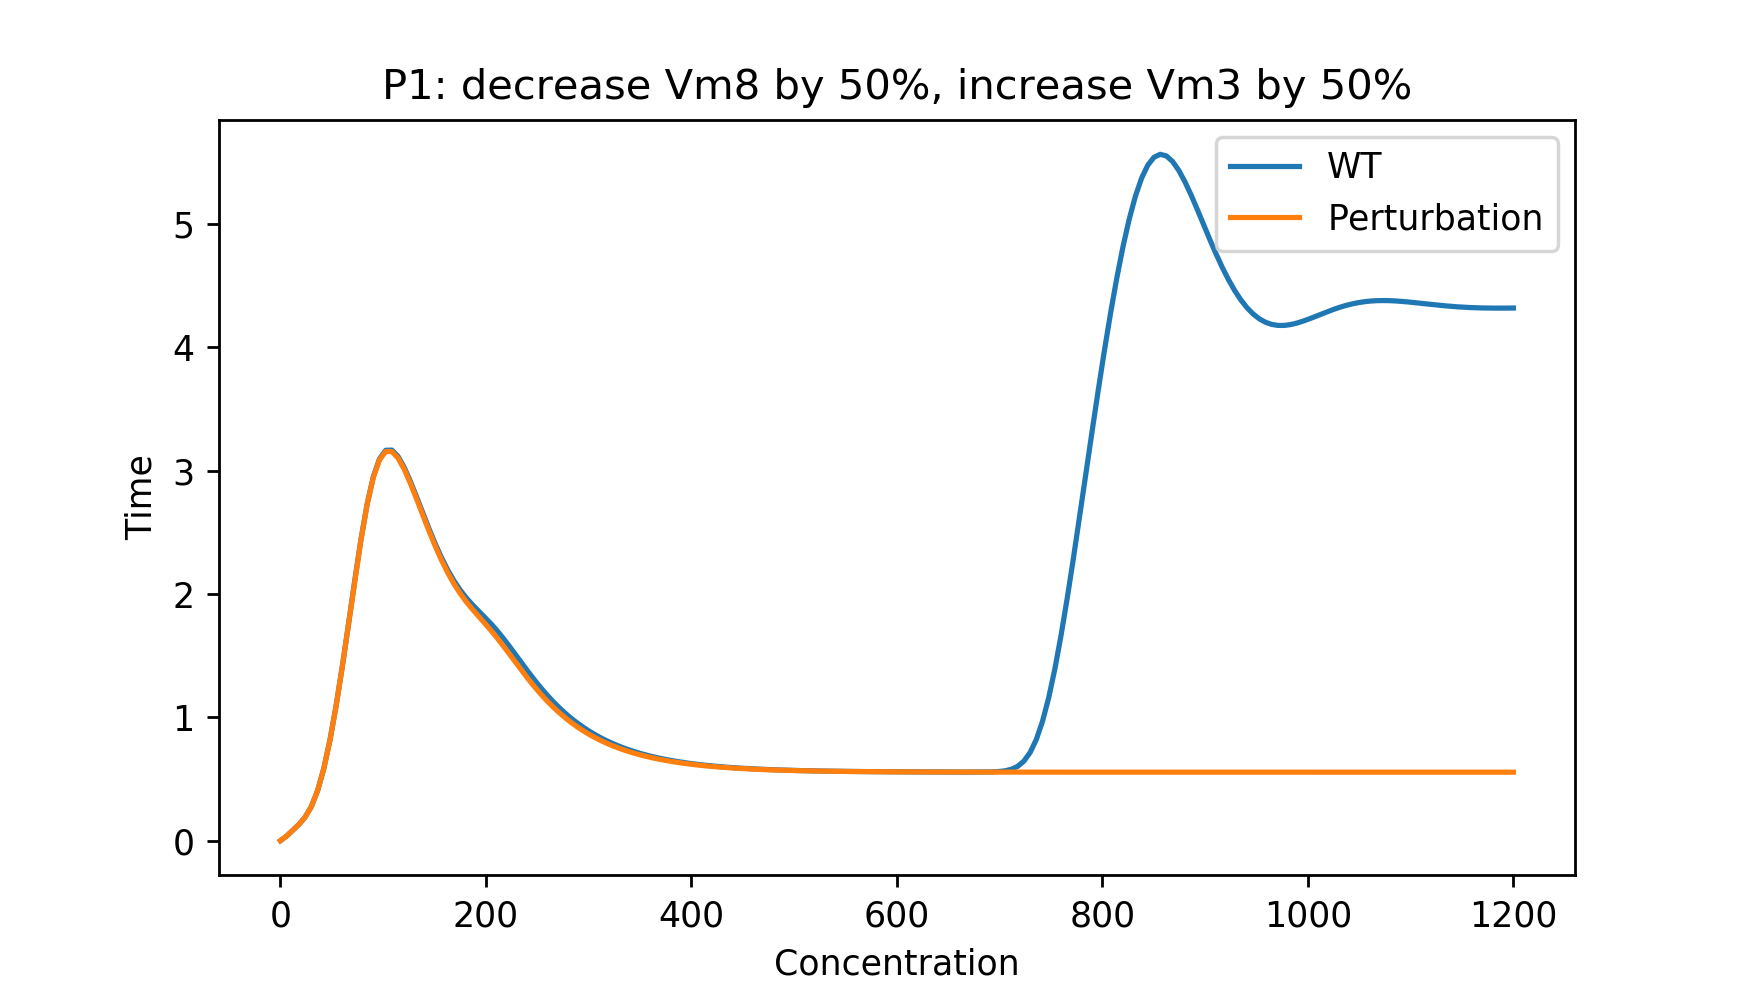 P1: decrease Vm8 by 50%, increase Vm3 by 50%
WT
Perturbation
Time
5
4
3
2
1
0
0 200 400 600 800 1000 1200
Concentration